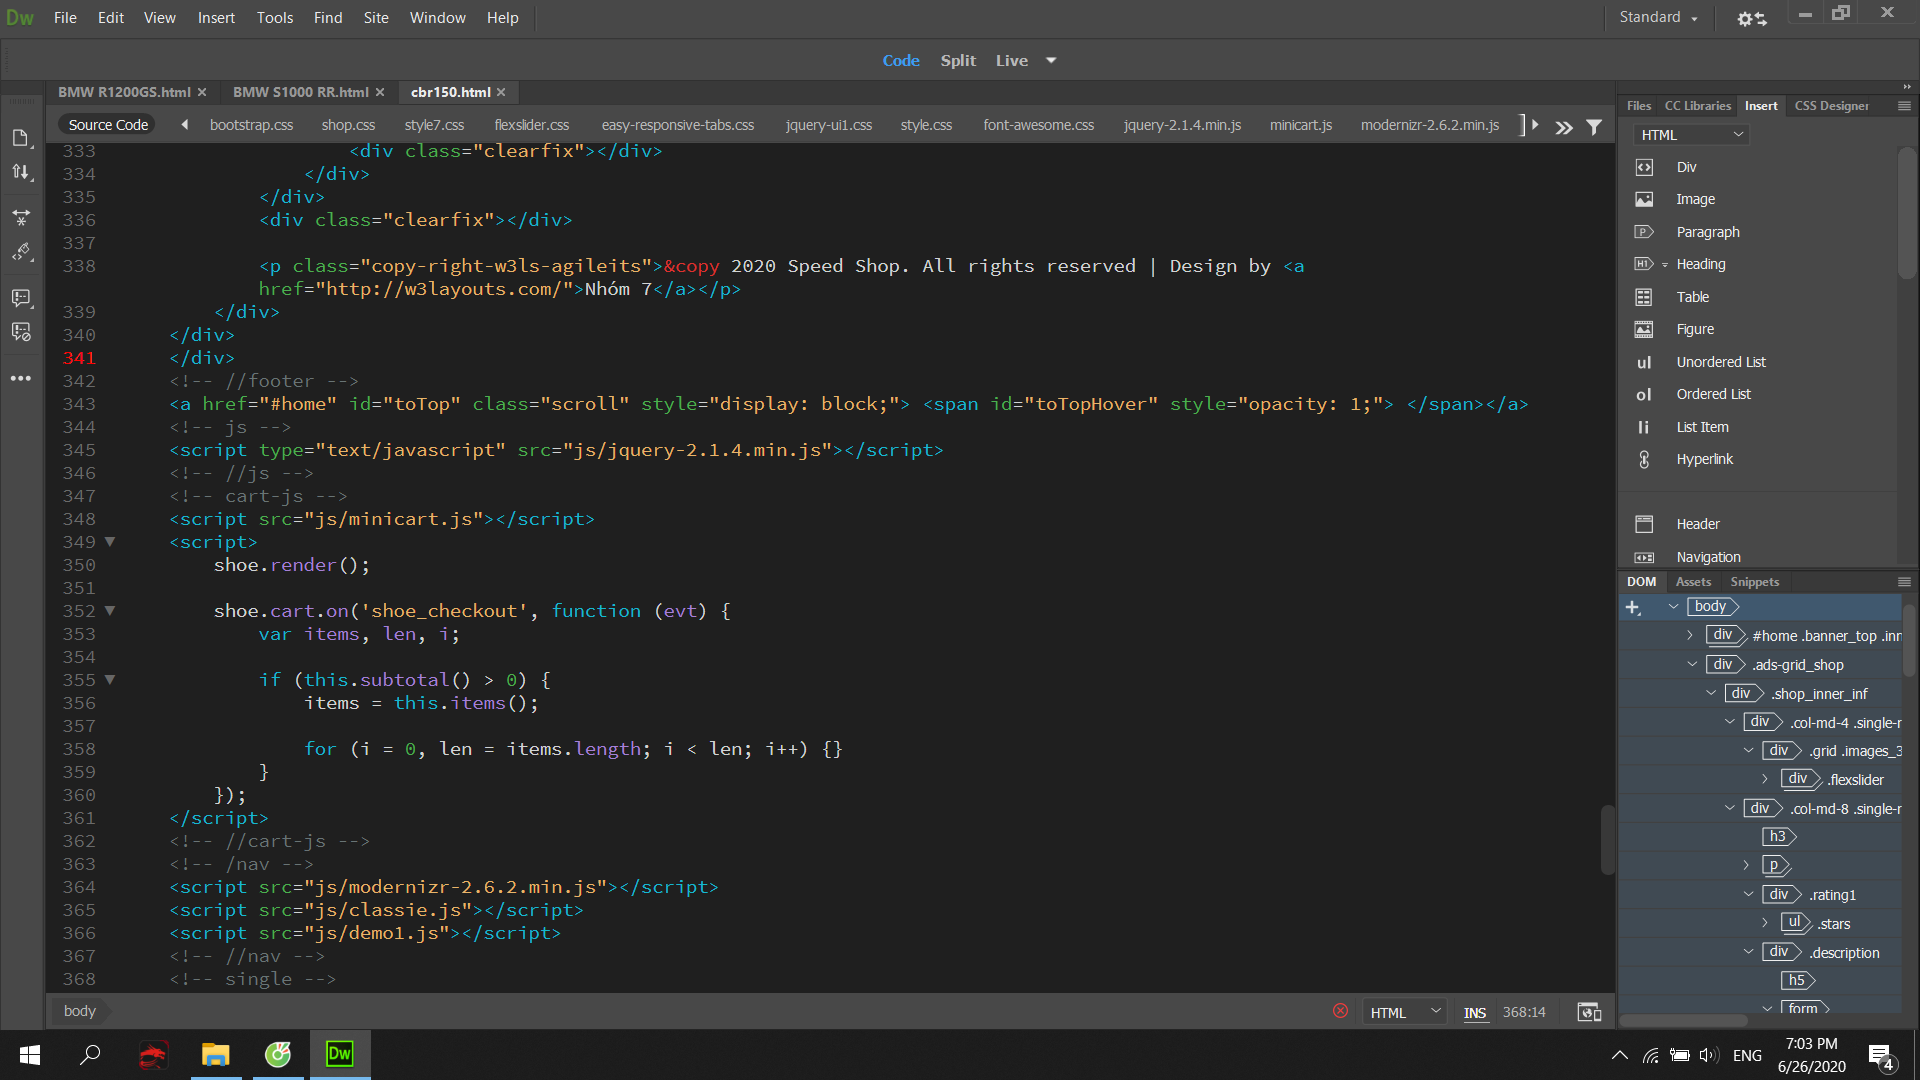 Dw File Edit View Insert Tools Find Site Window Help Standard
Code Split Live
BMW R1200GS.html BMW S1000 RR.html cbr150.html
Source Code bootstrap.css shop.css style7.css flexslider.css easy-responsive-tabs.css jquery-ui1.css style.css font-awesome.css jquery-2.1.4.min.js minicart.js modernizr-2.6.2.min.js
333 <div class="clearfix"></div>
334 </div>
335 </div>
336 <div class="clearfix"></div>
337
338 <p class="copy-right-w3ls-agileits">&copy 2020 Speed Shop. All rights reserved | Design by <a
href="http://w3layouts.com/">Nhóm 7</a></p>
339 </div>
340 </div>
341 </div>
342 <!-- //footer -->
343 <a href="#home" id="toTop" class="scroll" style="display: block;"> <span id="toTopHover" style="opacity: 1;"> </span></a>
344 <!-- js -->
345 <script type="text/javascript" src="js/jquery-2.1.4.min.js"></script>
346 <!-- //js -->
347 <!-- cart-js -->
348 <script src="js/minicart.js"></script>
349 <script>
350 shoe.render();
351
352 shoe.cart.on('shoe_checkout', function (evt) {
353 var items, len, i;
354
355 if (this.subtotal() > 0) {
356 items = this.items();
357
358 for (i = 0, len = items.length; i < len; i++) {}
359 }
360 });
361 </script>
362 <!-- //cart-js -->
363 <!-- /nav -->
364 <script src="js/modernizr-2.6.2.min.js"></script>
365 <script src="js/classie.js"></script>
366 <script src="js/demo1.js"></script>
367 <!-- //nav -->
368 <!-- single -->
body HTML INS 368:14
Files CC Libraries Insert CSS Designer
HTML
Div
Image
Paragraph
Heading
Table
Figure
ul Unordered List
ol Ordered List
li List Item
Hyperlink
Header
Navigation
DOM Assets Snippets
body
div #home .banner_top .inn
div .ads-grid_shop
div .shop_inner_inf
div .col-md-4 .single-r
div .grid .images_3
div .flexslider
div .col-md-8 .single-r
h3
p
div .rating1
ul .stars
div .description
h5
form
Dw ENG 7:03 PM
6/26/2020 4